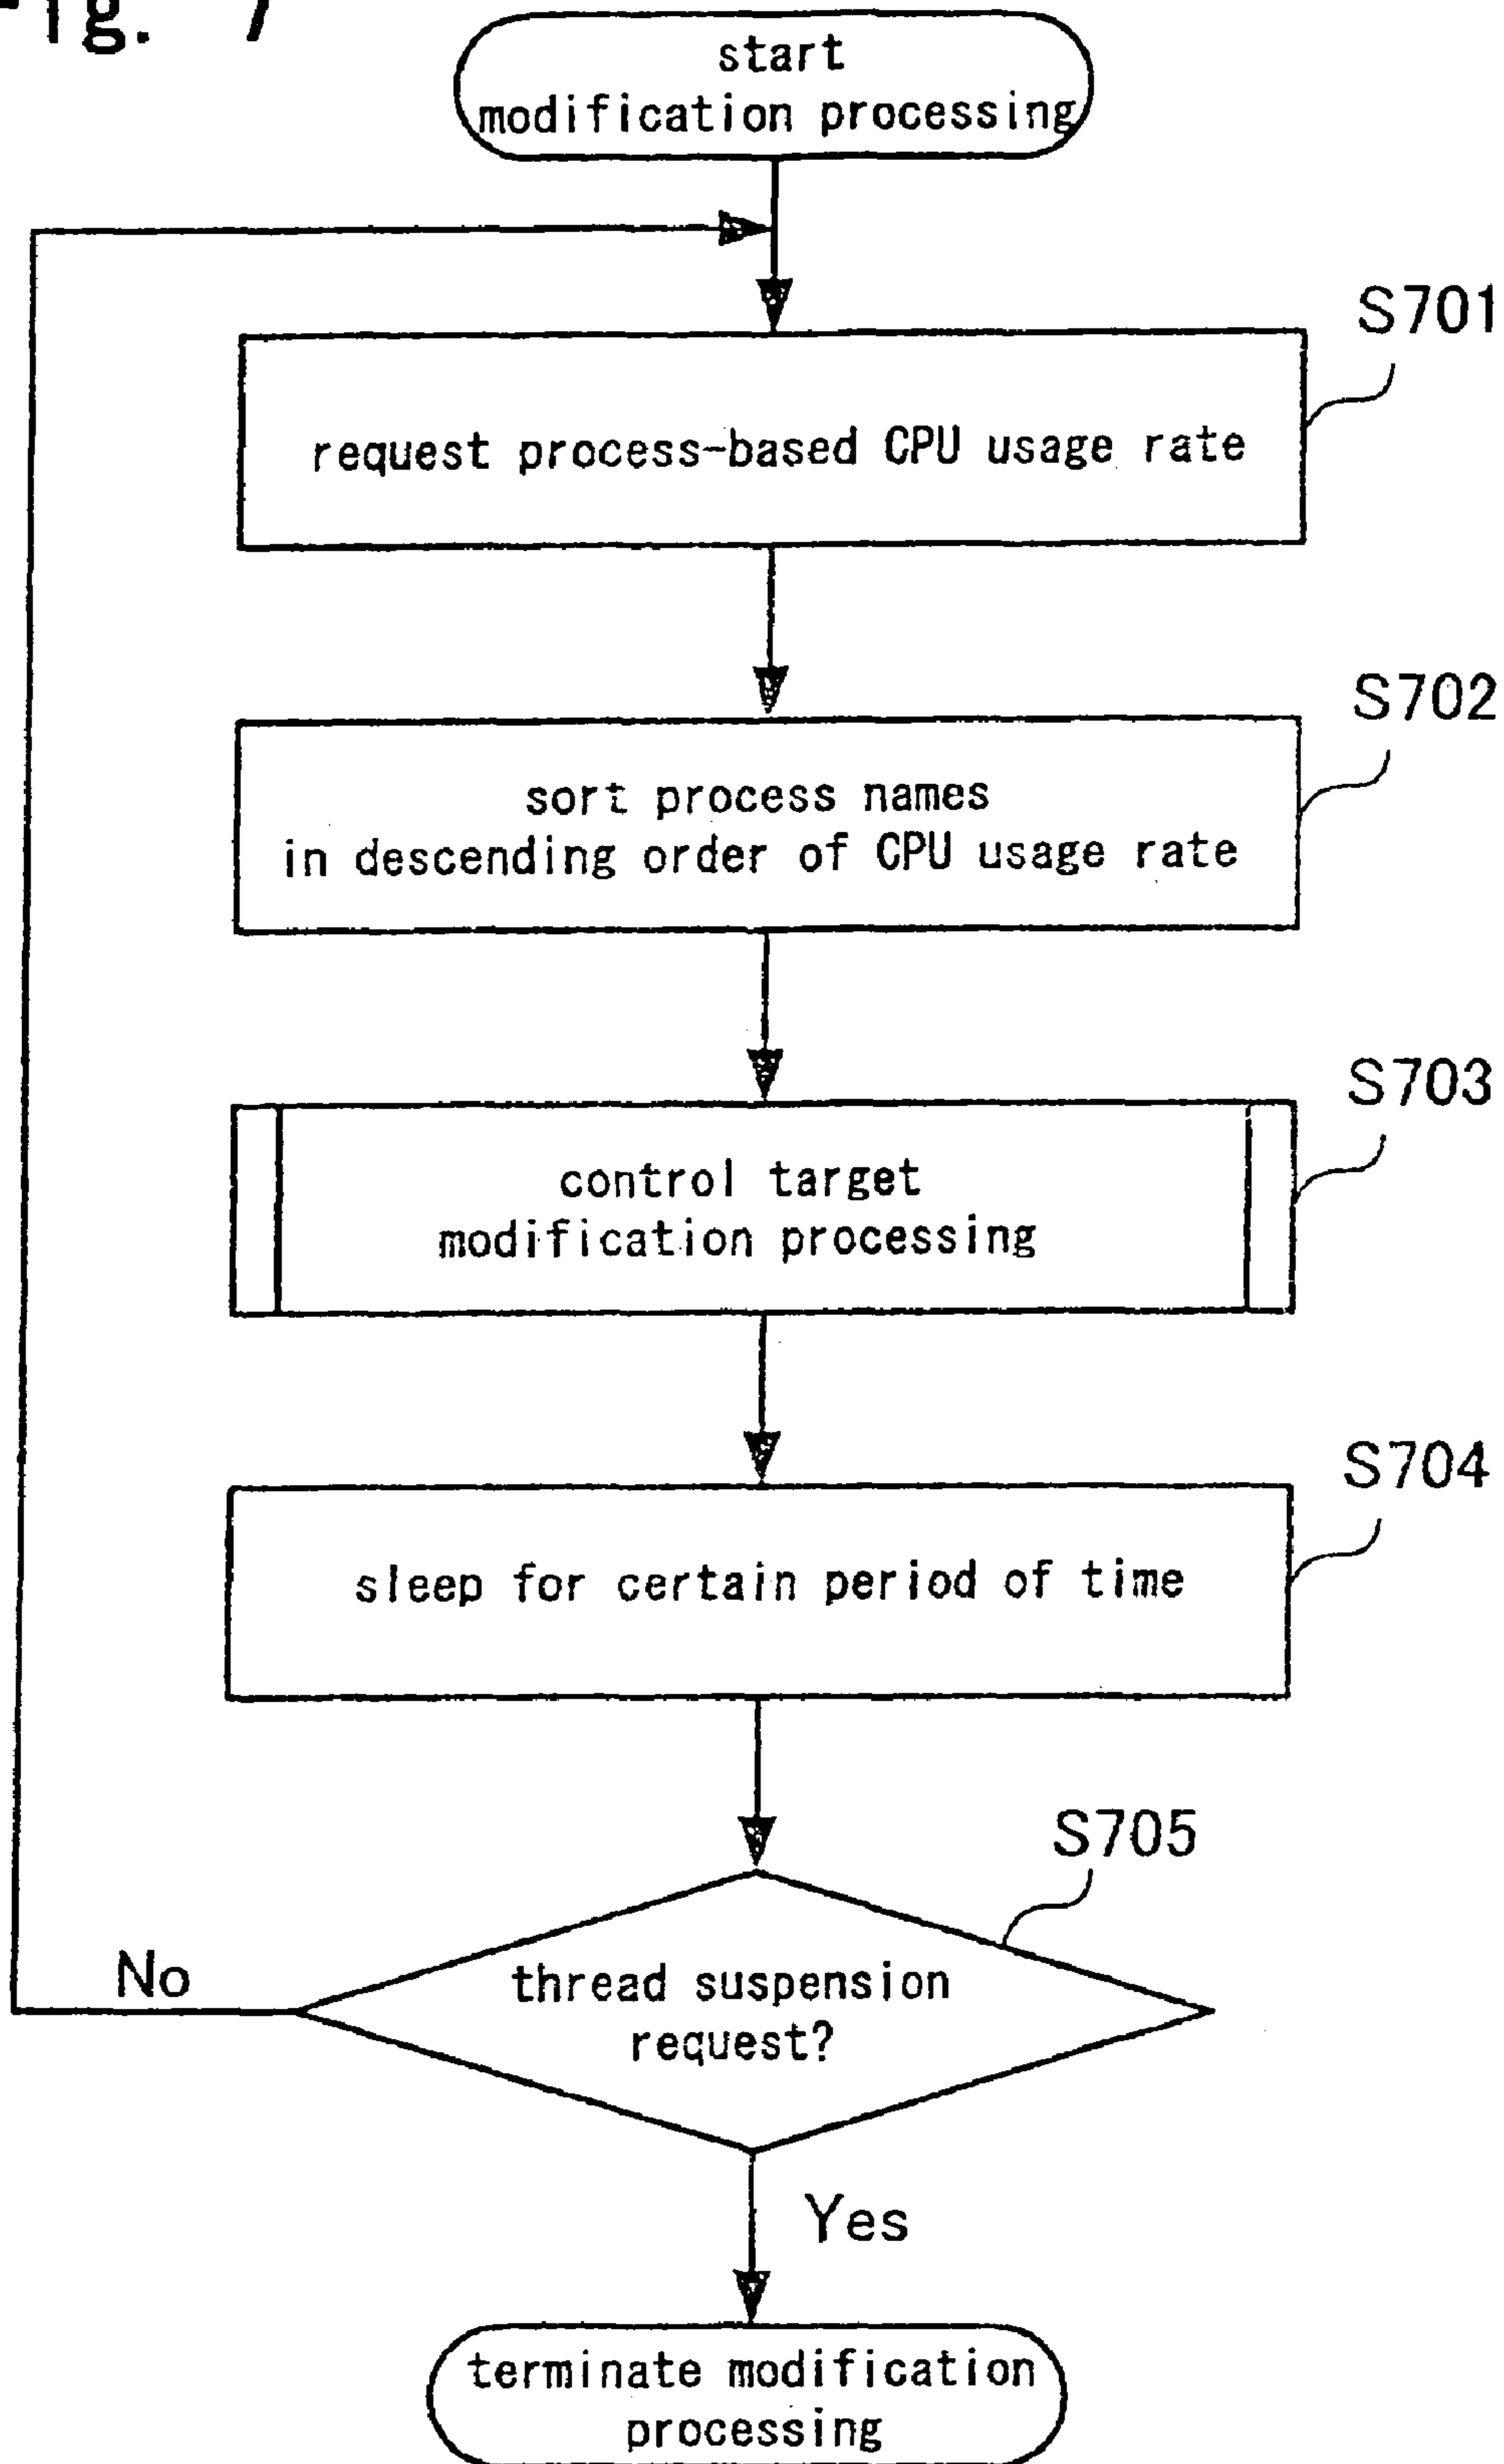 Fig. 7
start
modification processing
S701
request process-based CPU usage rate
S702
sort process names
in descending order of CPU usage rate
S703
control target
modification processing
S704
sleep for certain period of time
S705
No
thread suspension
request?
Yes
terminate modification
processing